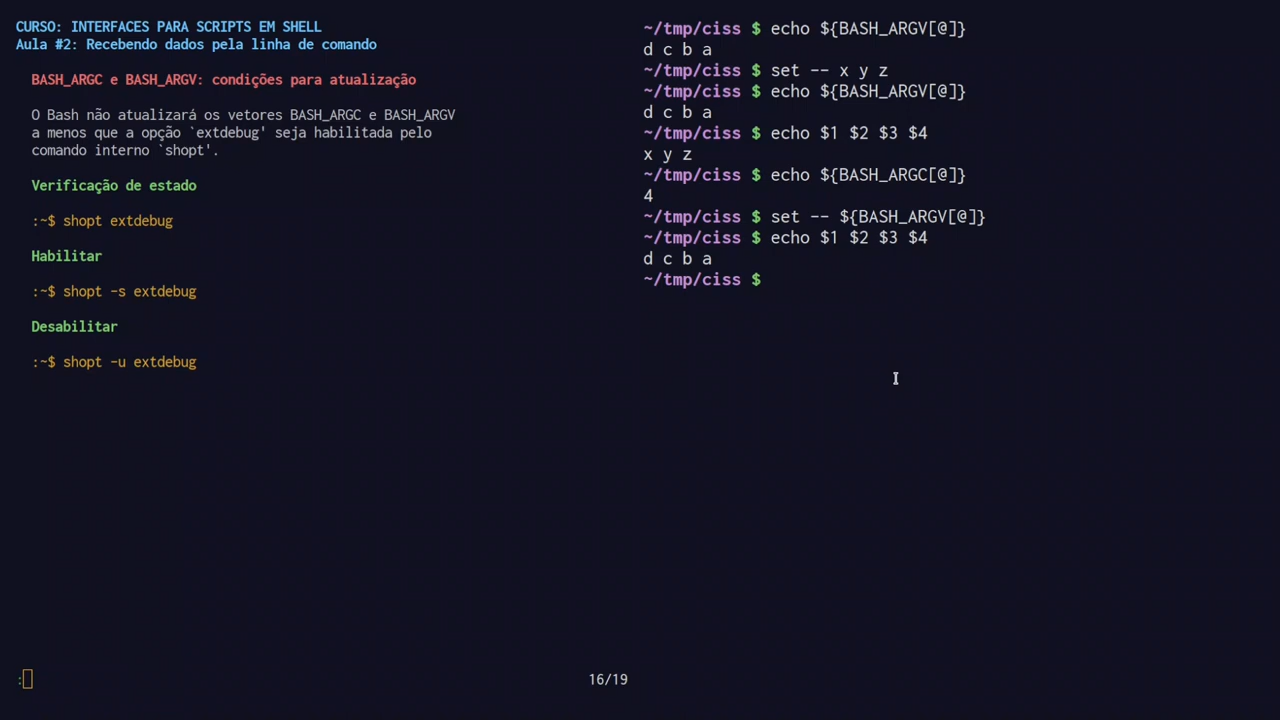 CURSO: INTERFACES PARA SCRIPTS EM SHELL
Aula #2: Recebendo dados pela linha de comando
BASH_ARGC e BASH_ARGV: condições para atualização
O Bash não atualizará os vetores BASH_ARGC e BASH_ARGV
a menos que a opção `extdebug' seja habilitada pelo
comando interno `shopt'.
Verificação de estado
:~$ shopt extdebug
Habilitar
:~$ shopt -s extdebug
Desabilitar
:~$ shopt -u extdebug
:
16/19
~/tmp/ciss $ echo ${BASH_ARGV[@]}
d c b a
~/tmp/ciss $ set -- x y z
~/tmp/ciss $ echo ${BASH_ARGV[@]}
d c b a
~/tmp/ciss $ echo $1 $2 $3 $4
x y z
~/tmp/ciss $ echo ${BASH_ARGC[@]}
4
~/tmp/ciss $ set -- ${BASH_ARGV[@]}
~/tmp/ciss $ echo $1 $2 $3 $4
d c b a
~/tmp/ciss $